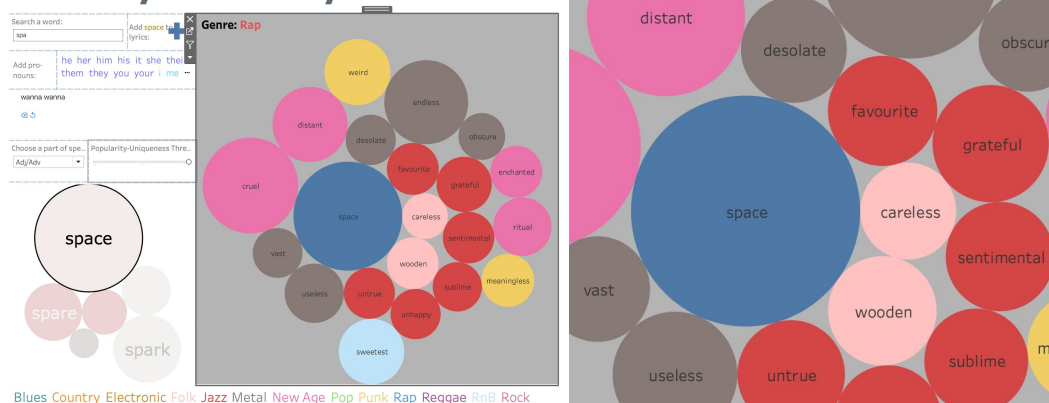 Search a word:
spa
Add space to
lyrics:
Add pro-
nouns:
he her him his it she thei
them they you your i me
wanna wanna
Choose a part of spe...
Adj/Adv
Popularity-Uniqueness Thre...
space
spare
spark
Genre: Rap
weird
endless
distant
desolate
obscure
favourite
enchanted
cruel
grateful
space
careless
ritual
sentimental
vast
wooden
meaningless
useless
untrue
sublime
unhappy
sweetest
Blues Country Electronic Folk Jazz Metal New Age Pop Punk Rap Reggae RnB Rock
distant
desolate
obscur
favourite
grateful
space
careless
sentimental
vast
wooden
m
sublime
useless
untrue